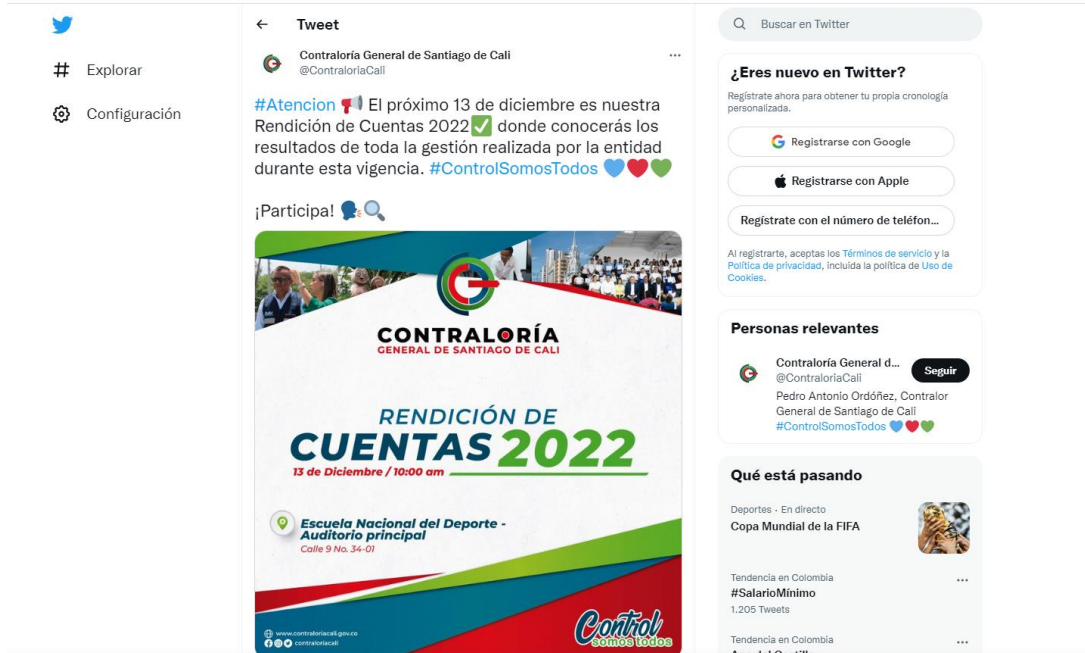 Explorar
Configuración
Tweet
Contraloría General de Santiago de Cali
@ContraloriaCali
#Atencion El próximo 13 de diciembre es nuestra
Rendición de Cuentas 2022 donde conocerás los
resultados de toda la gestión realizada por la entidad
durante esta vigencia. #ControlSomosTodos
¡Participa!
CONTRALORÍA
GENERAL DE SANTIAGO DE CALI
RENDICIÓN DE
CUENTAS 2022
13 de Diciembre / 10:00 am
Escuela Nacional del Deporte -
Auditorio principal
Calle 9 No. 34-01
www.contraloriacali.gov.co
contraloriacali
Control
somos todos
Buscar en Twitter
¿Eres nuevo en Twitter?
Regístrate ahora para obtener tu propia cronología
personalizada.
Registrarse con Google
Registrarse con Apple
Regístrate con el número de teléfon...
Al registrarte, aceptas los Términos de servicio y la
Política de privacidad, incluida la política de Uso de
Cookies.
Personas relevantes
Contraloría General d...
@ContraloriaCali
Seguir
Pedro Antonio Ordóñez, Contralor
General de Santiago de Cali
#ControlSomosTodos
Qué está pasando
Deportes · En directo
Copa Mundial de la FIFA
Tendencia en Colombia
#SalarioMínimo
1.205 Tweets
Tendencia en Colombia